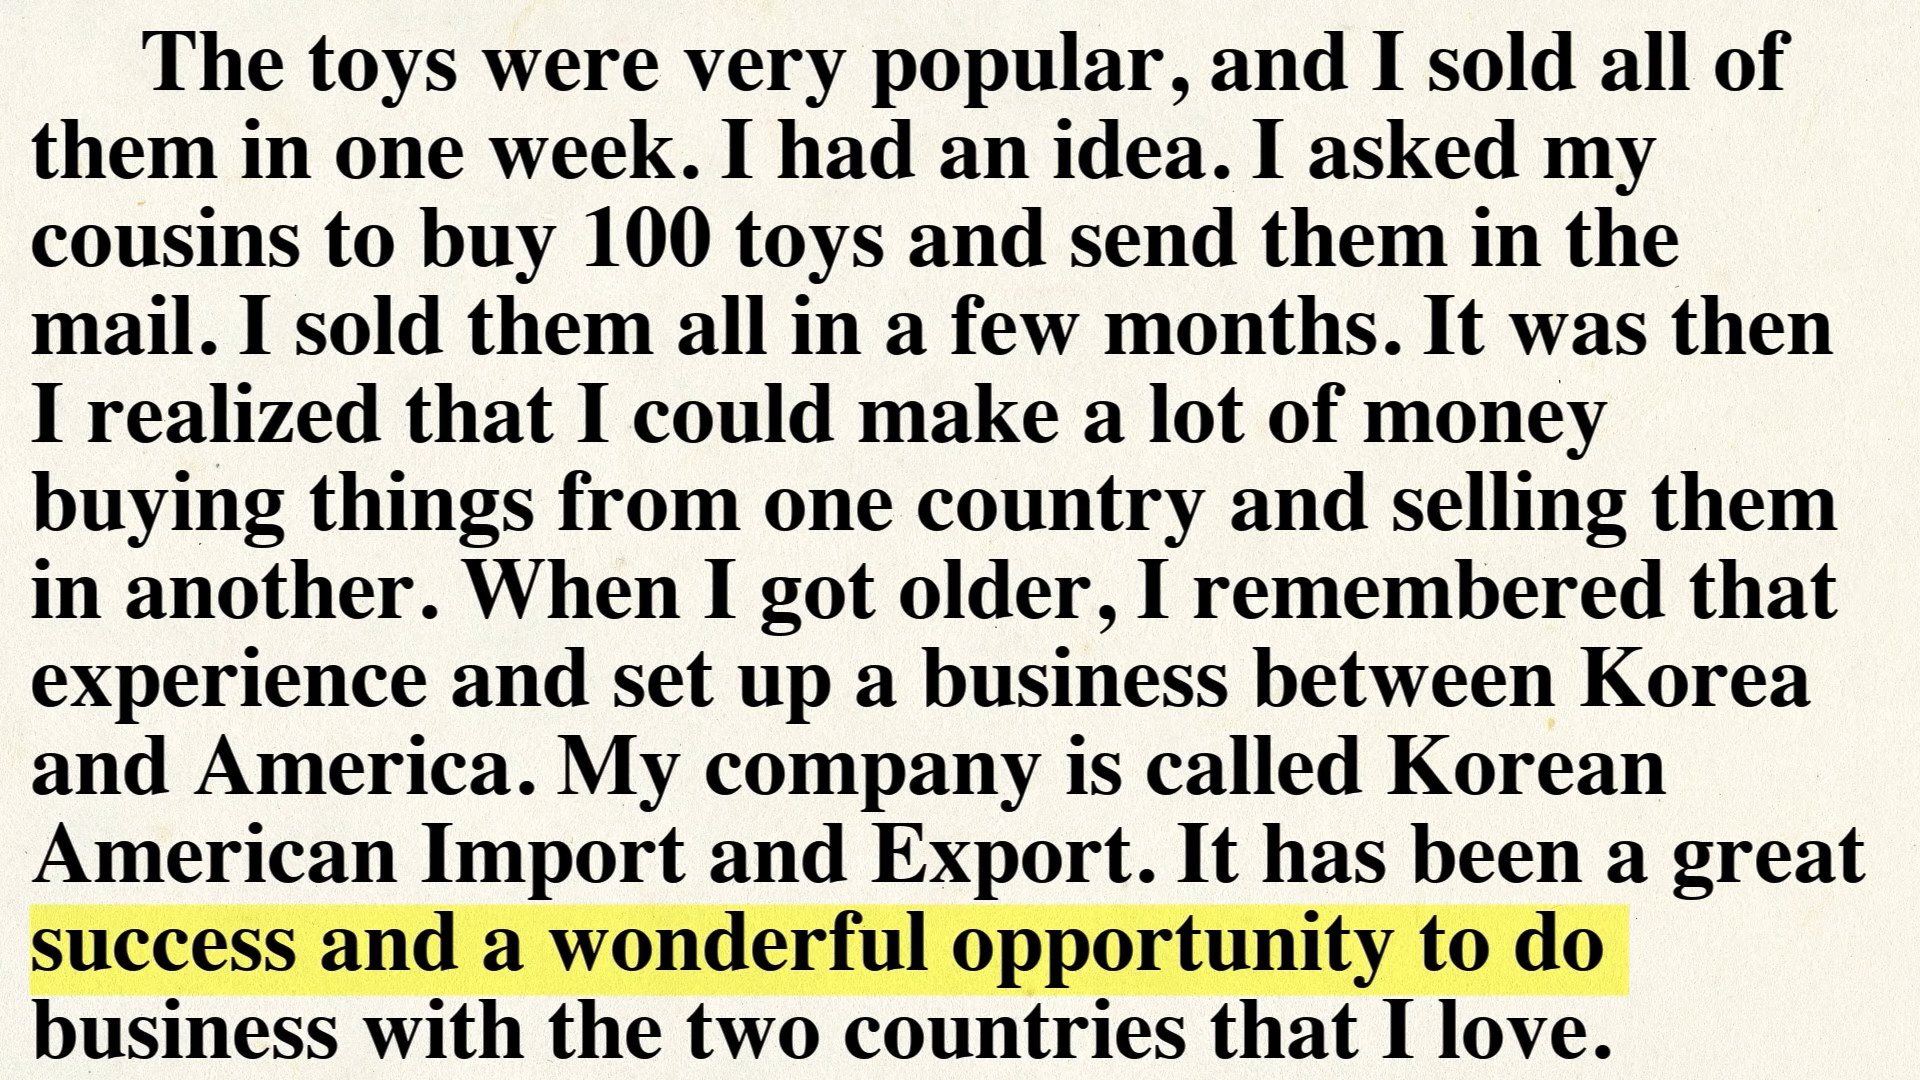 The toys were very popular, and I sold all of
them in one week. I had an idea. I asked my
cousins to buy 100 toys and send them in the
mail. I sold them all in a few months. It was then
I realized that I could make a lot of money
buying things from one country and selling them
in another. When I got older, I remembered that
experience and set up a business between Korea
and America. My company is called Korean
American Import and Export. It has been a great
success and a wonderful opportunity to do
business with the two countries that I love.